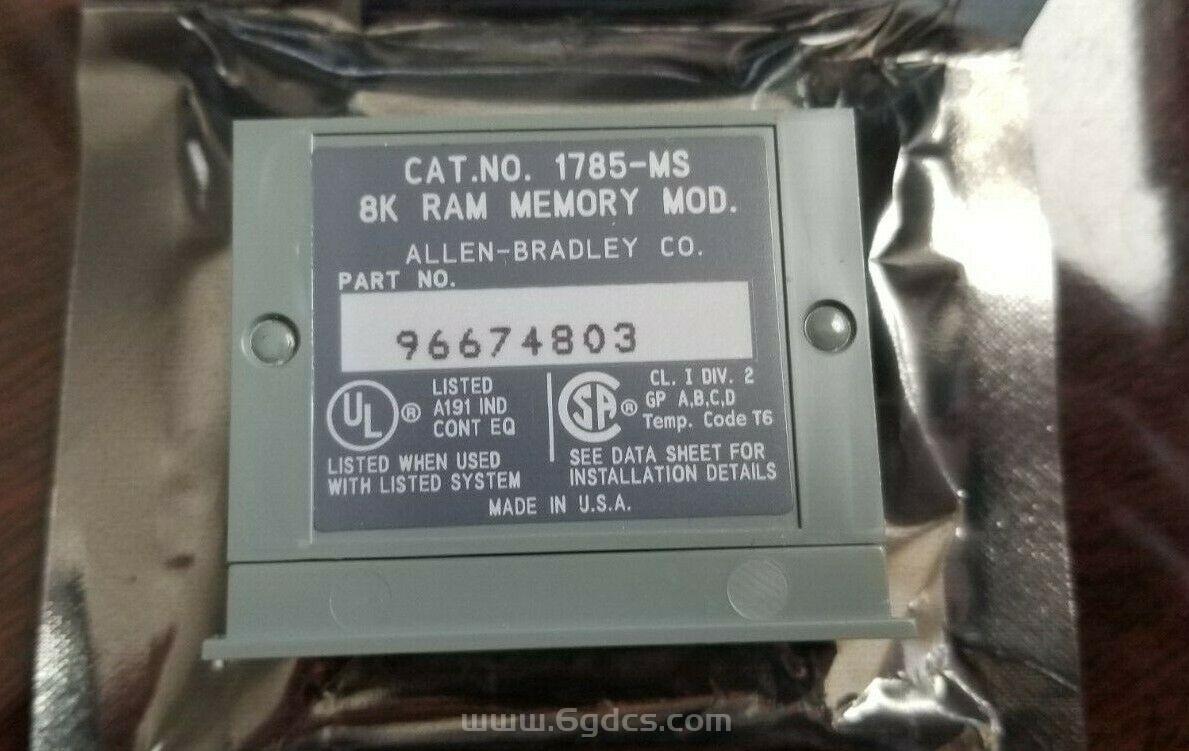 CAT.NO. 1785-MS
8K RAM MEMORY MOD.
ALLEN-BRADLEY CO.
PART NO.
96674803
UL ®
LISTED
A191 IND
CONT EQ
LISTED WHEN USED
WITH LISTED SYSTEM
SA ®
CL. I DIV. 2
GP A,B,C,D
Temp. Code T6
SEE DATA SHEET FOR
INSTALLATION DETAILS
MADE IN U.S.A.
www.6gdcs.com